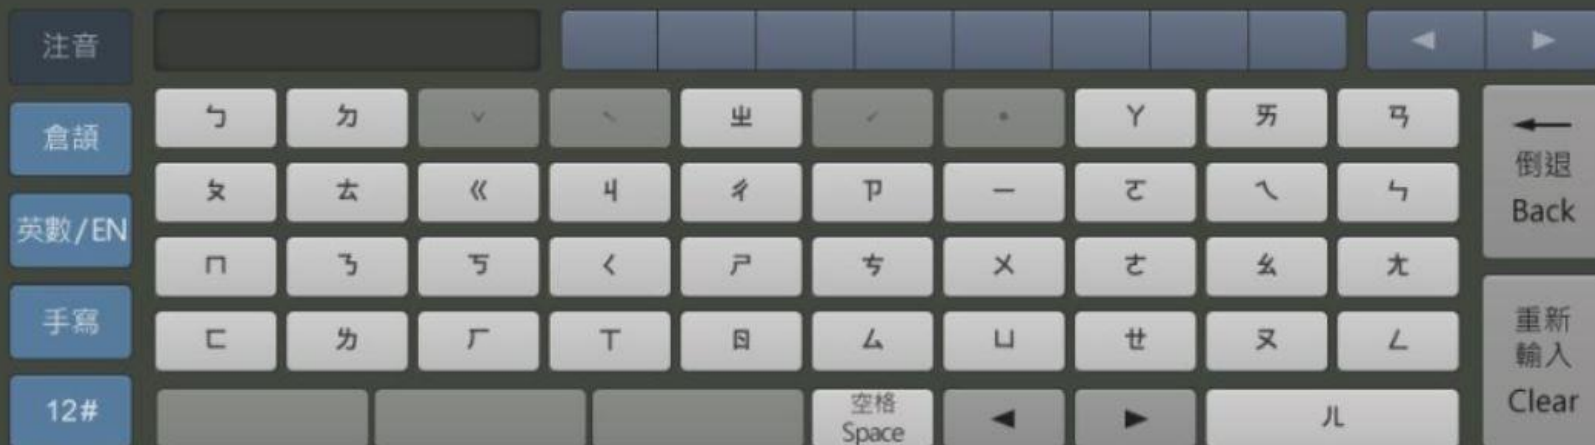 注音 ◀ ▶
ㄅ ㄉ ˇ ˋ ㄓ ˊ ˙ ㄚ ㄞ ㄢ
倉頡
ㄆ ㄊ ㄍ ㄐ ㄔ ㄗ ㄧ ㄛ ㄟ ㄣ
← 倒退
Back
英數/EN
ㄇ ㄋ ㄎ ㄑ ㄕ ㄘ ㄨ ㄜ ㄠ ㄤ
手寫
ㄈ ㄌ ㄏ ㄒ ㄖ ㄙ ㄩ ㄝ ㄡ ㄥ
重新
輸入
Clear
12#
空格
Space
◀ ▶ ㄦ